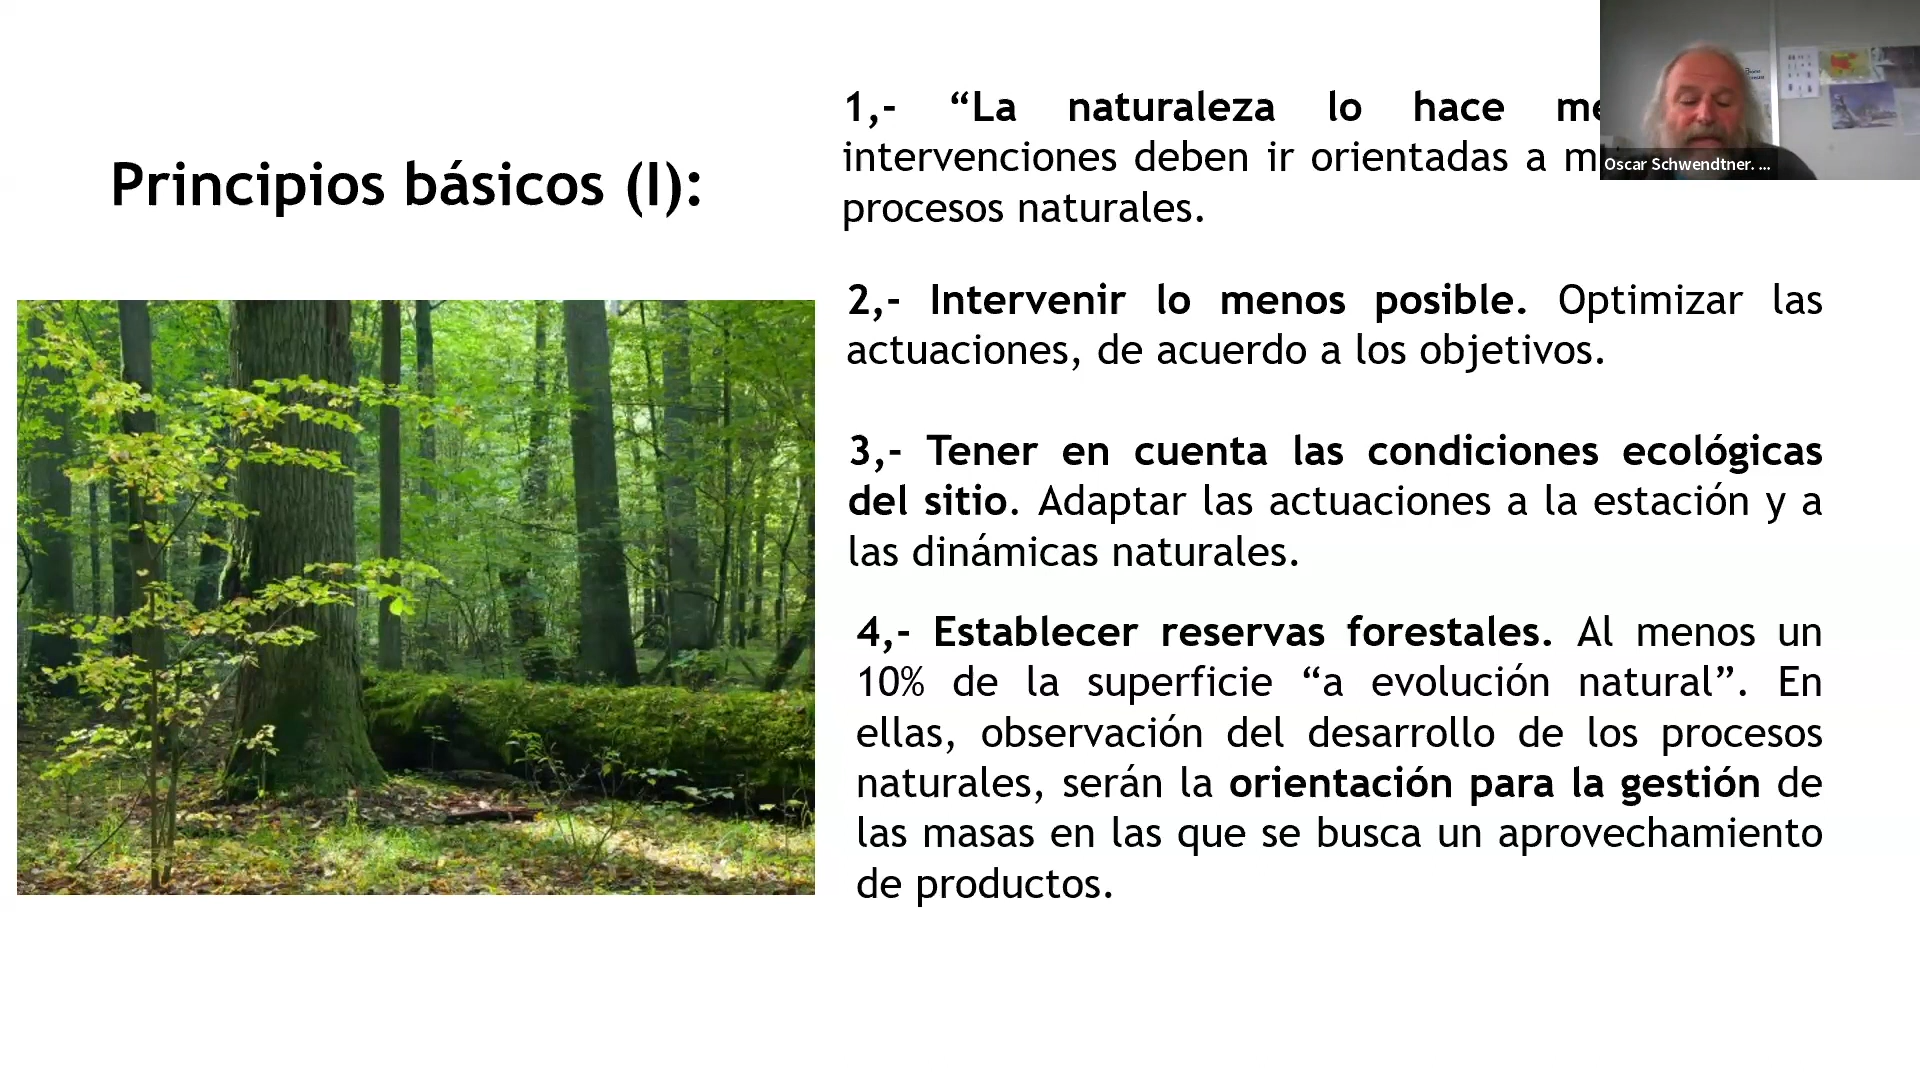 Principios básicos (I):
1,- “La naturaleza lo hace
intervenciones deben ir orientadas a
procesos naturales.
2,- Intervenir lo menos posible. Optimizar las
actuaciones, de acuerdo a los objetivos.
3,- Tener en cuenta las condiciones ecológicas
del sitio. Adaptar las actuaciones a la estación y a
las dinámicas naturales.
4,- Establecer reservas forestales. Al menos un
10% de la superficie “a evolución natural”. En
ellas, observación del desarrollo de los procesos
naturales, serán la orientación para la gestión de
las masas en las que se busca un aprovechamiento
de productos.
Oscar Schwendtner. ...